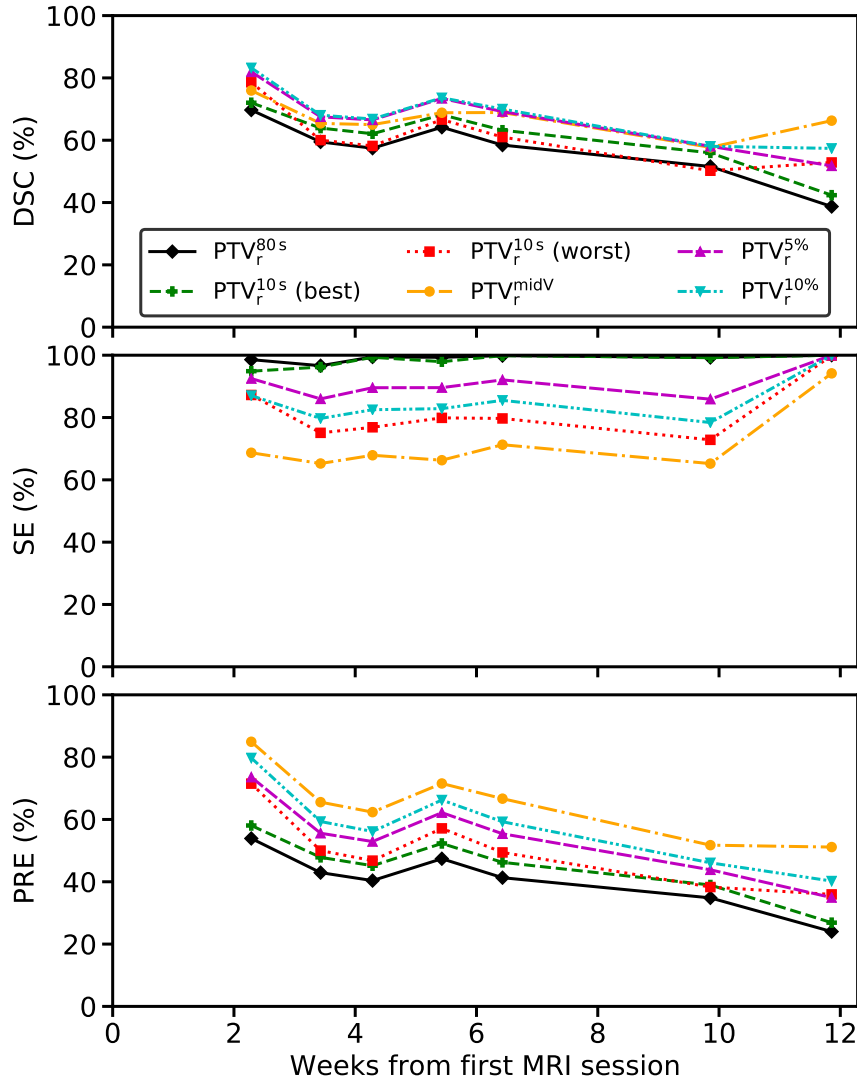 100
80
60
40
20
0
DSC (%)
PTV_r^{80 s}
PTV_r^{10 s} (best)
PTV_r^{10 s} (worst)
PTV_r^{midV}
PTV_r^{5%}
PTV_r^{10%}
100
80
60
40
20
0
SE (%)
100
80
60
40
20
0
PRE (%)
0 2 4 6 8 10 12
Weeks from first MRI session